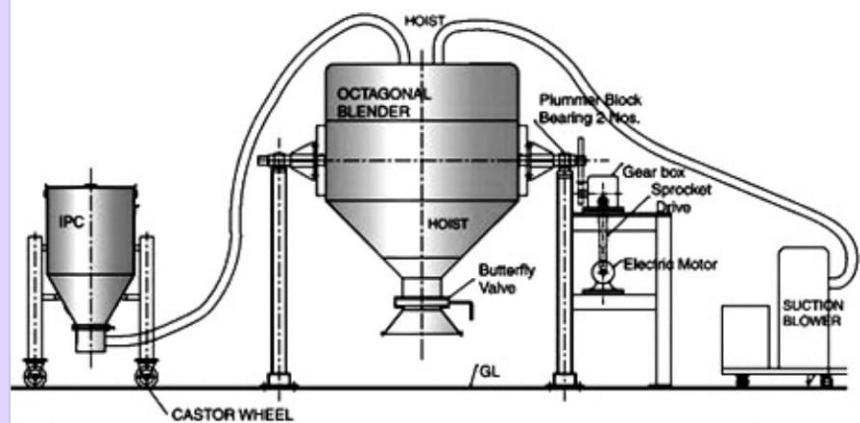 HOIST
OCTAGONAL
BLENDER
Plummer Block
Bearing 2 Nos.
Gear box
Sprocket
Drive
IPC
HOIST
Butterfly
Valve
Electric Motor
SUCTION
BLOWER
GL
CASTOR WHEEL